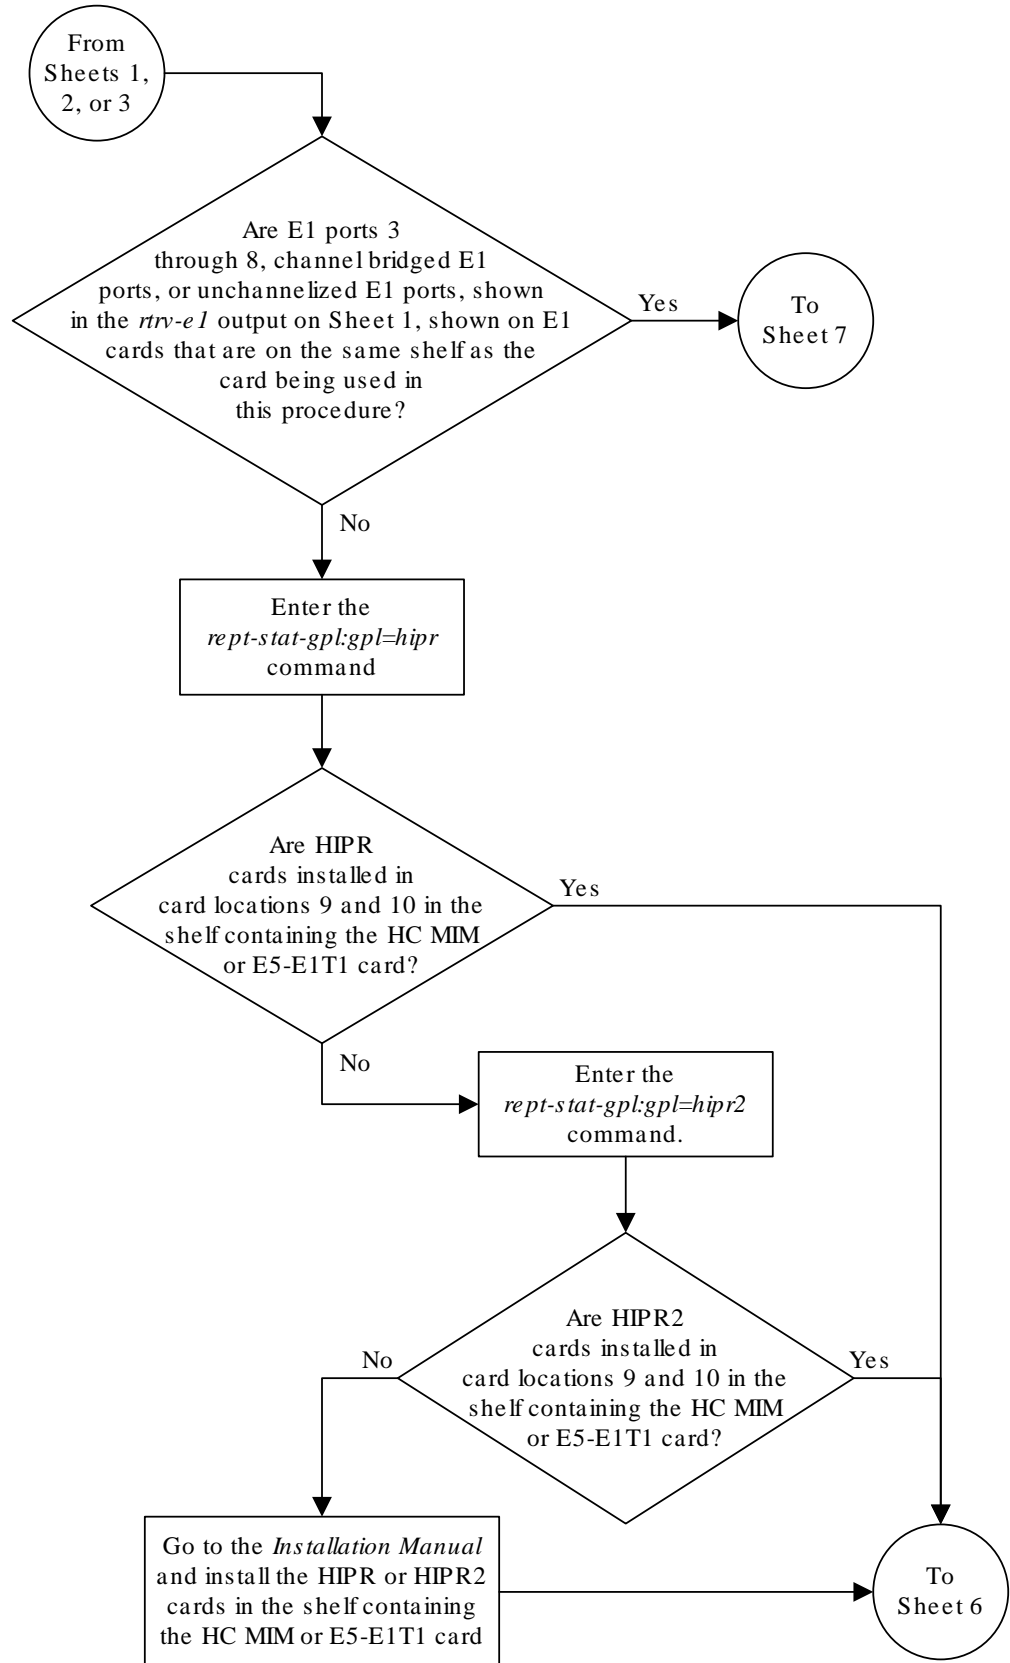 From
Sheets 1,
2, or 3
Are E1 ports 3
through 8, channel bridged E1
ports, or unchannelized E1 ports, shown
in the rtrv-e1 output on Sheet 1, shown on E1
cards that are on the same shelf as the
card being used in
this procedure?
Yes
To
Sheet 7
No
Enter the
rept-stat-gpl:gpl=hipr
command
Are HIPR
cards installed in
card locations 9 and 10 in the
shelf containing the HC MIM
or E5-E1T1 card?
Yes
No
Enter the
rept-stat-gpl:gpl=hipr2
command.
Are HIPR2
cards installed in
card locations 9 and 10 in the
shelf containing the HC MIM
or E5-E1T1 card?
No
Yes
Go to the Installation Manual
and install the HIPR or HIPR2
cards in the shelf containing
the HC MIM or E5-E1T1 card
To
Sheet 6